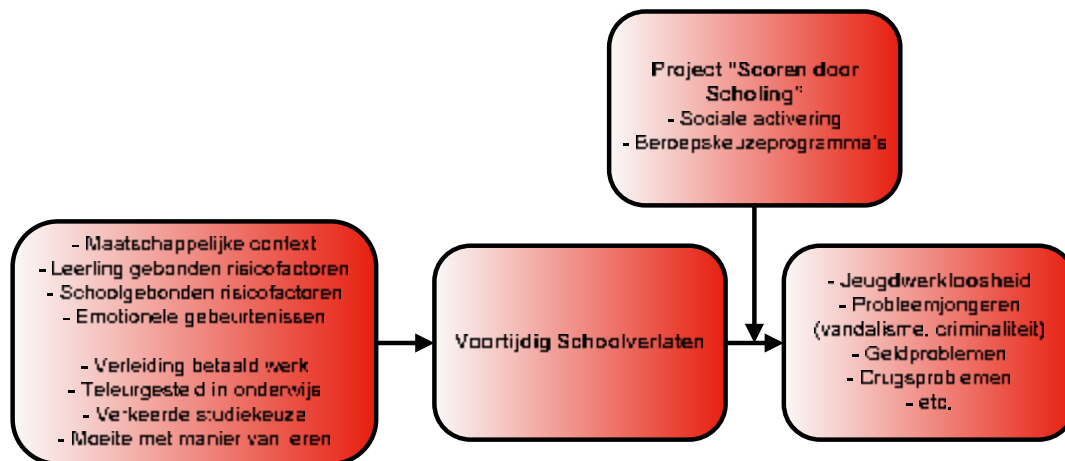 Project "Scoren door
Scholing"
- Sociale activering
- Beroepskeuzeprogramma's
- Maatschappelijke context
- Leerling gebonden risicofactoren
- Schoolgebonden risicofactoren
- Emotionele gebeurtenissen
- Verleiding betaald werk
- Teleurgesteld in onderwijs
- Verkeerde studiekeuze
- Moeite met manier van leren
Voortijdig Schoolverlaten
- Jeugdwerkloosheid
- Probleemjongeren
(vandalisme, criminaliteit)
- Geldproblemen
- Drugsproblemen
- etc.